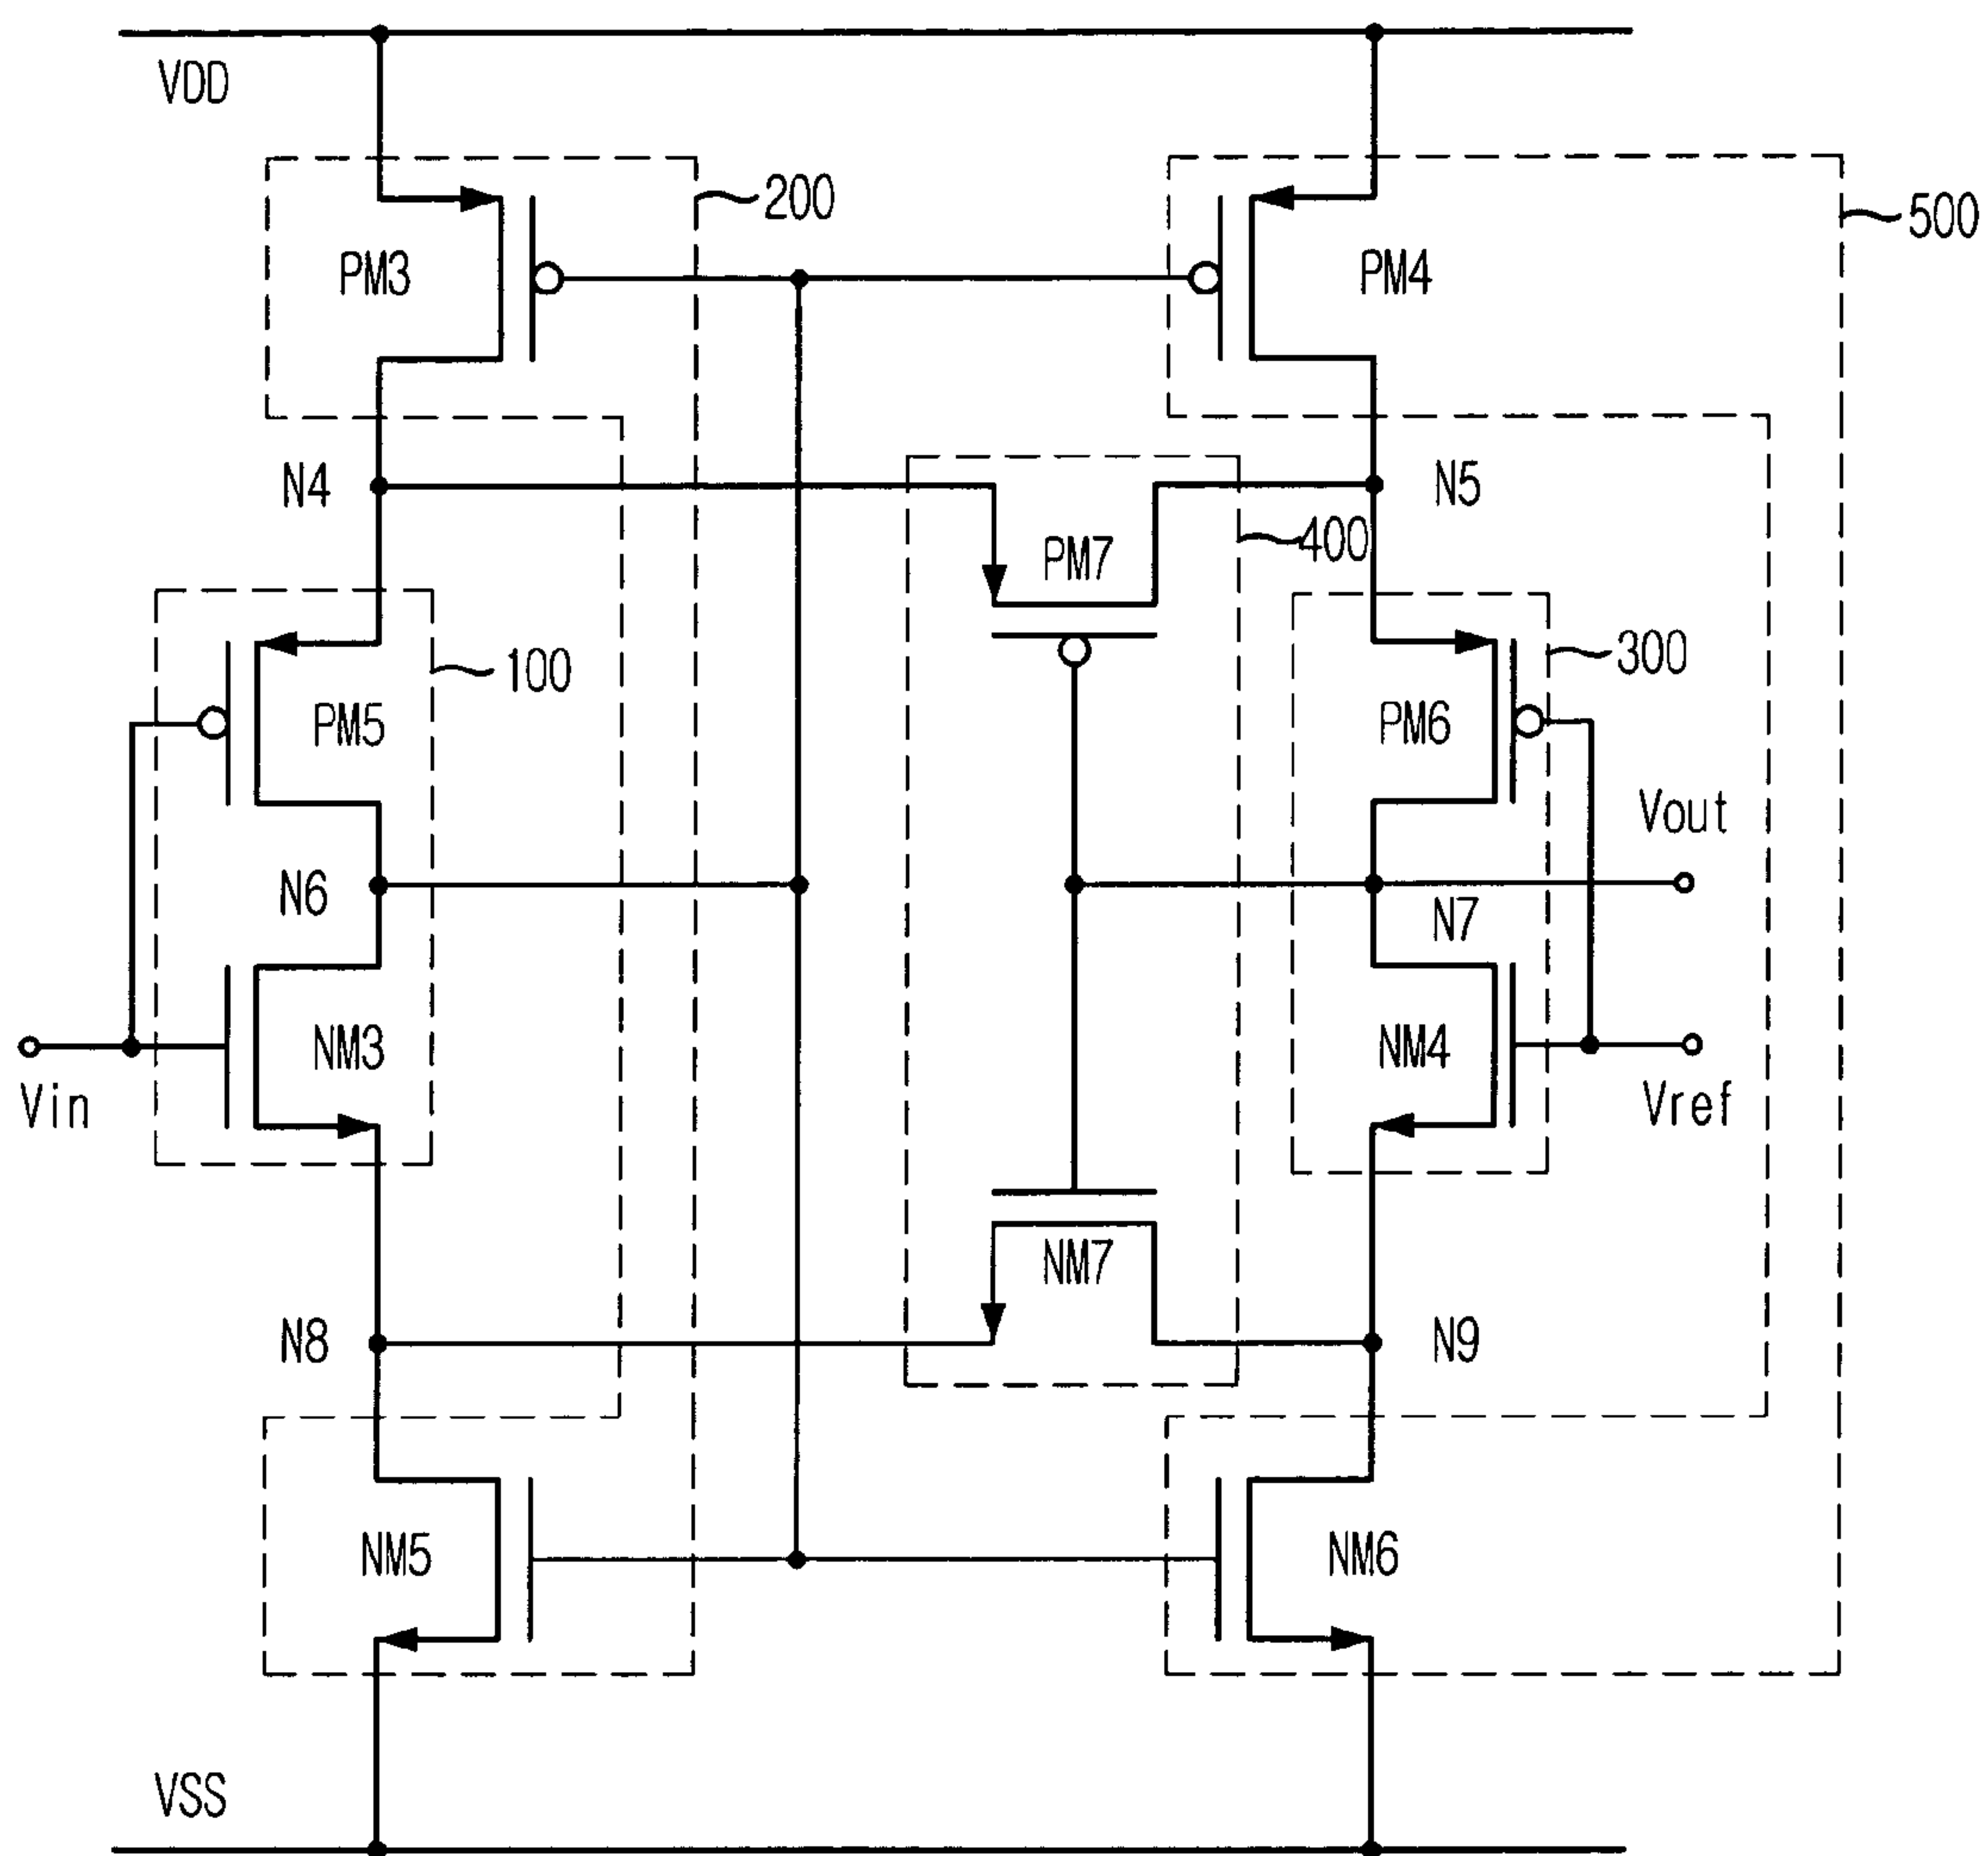 VDD
200
500
PM3
PM4
N4
N5
PM7
400
100
300
PM5
PM6
Vout
N6
N7
NM3
NM4
Vin
Vref
NM7
N8
N9
NM5
NM6
VSS